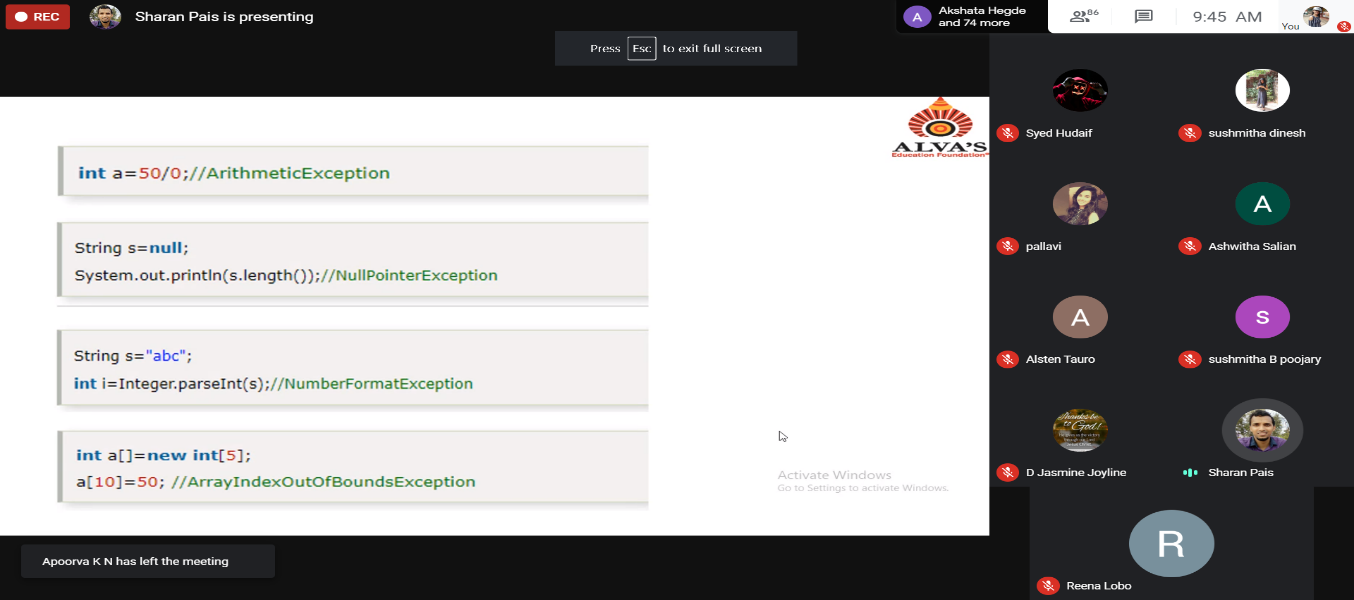 REC
Sharan Pais is presenting
Akshata Hegde
and 74 more
86
9:45 AM
You
Press Esc to exit full screen
ALVA'S
Education Foundation
int a=50/0;//ArithmeticException
String s=null;
System.out.println(s.length());//NullPointerException
String s="abc";
int i=Integer.parseInt(s);//NumberFormatException
int a[]=new int[5];
a[10]=50; //ArrayIndexOutOfBoundsException
Activate Windows
Go to Settings to activate Windows.
Apoorva K N has left the meeting
A
Syed Hudaif
sushmitha dinesh
pallavi
A
Ashwitha Salian
A
Alsten Tauro
s
sushmitha B poojary
Thanks be
to God!
D Jasmine Joyline
Sharan Pais
R
Reena Lobo